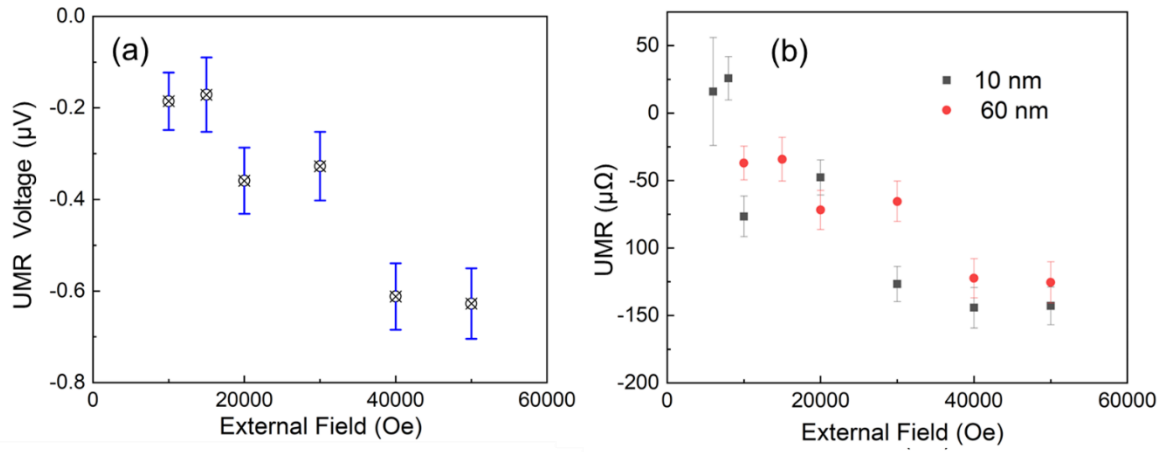 (a)
UMR Voltage (µV)
0.0
-0.2
-0.4
-0.6
-0.8
0
20000
40000
60000
External Field (Oe)
(b)
10 nm
60 nm
UMR (µΩ)
50
0
-50
-100
-150
-200
0
20000
40000
60000
External Field (Oe)